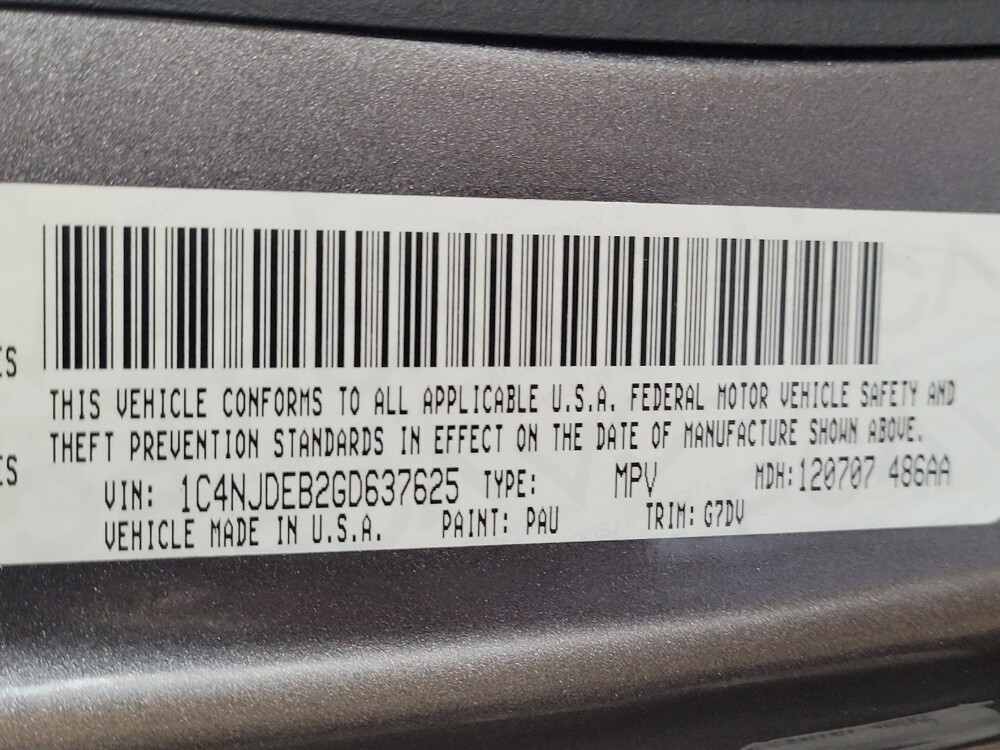 THIS VEHICLE CONFORMS TO ALL APPLICABLE U.S.A. FEDERAL MOTOR VEHICLE SAFETY AND
THEFT PREVENTION STANDARDS IN EFFECT ON THE DATE OF MANUFACTURE SHOWN ABOVE.
VIN: 1C4NJDEB2GD637625 TYPE: MPV MDH: 120707 486AA
VEHICLE MADE IN U.S.A. PAINT: PAU TRIM: G7DV